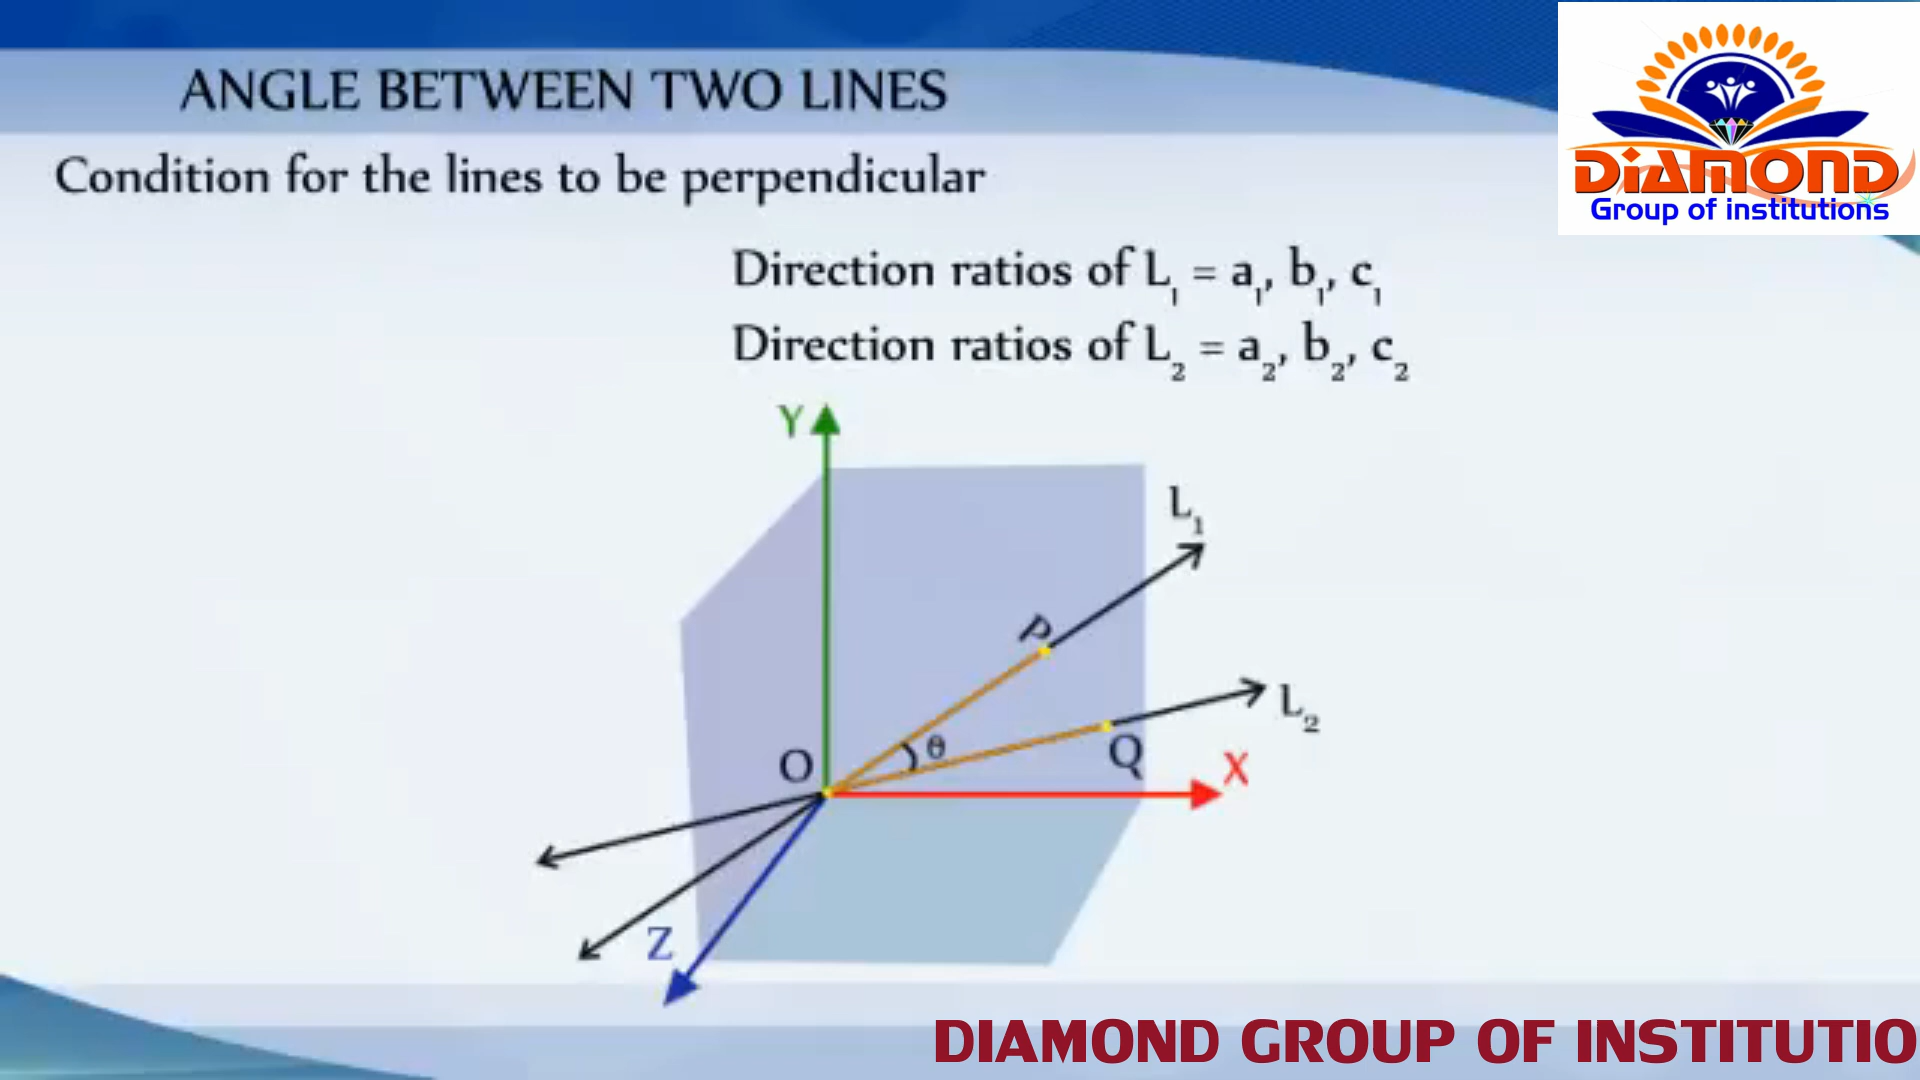 ANGLE BETWEEN TWO LINES
DIAMOND
Group of institutions
Condition for the lines to be perpendicular
Direction ratios of L₁ = a₁, b₁, c₁
Direction ratios of L₂ = a₂, b₂, c₂
Y
L₁
P
L₂
θ
O
Q
X
Z
DIAMOND GROUP OF INSTITUTIO